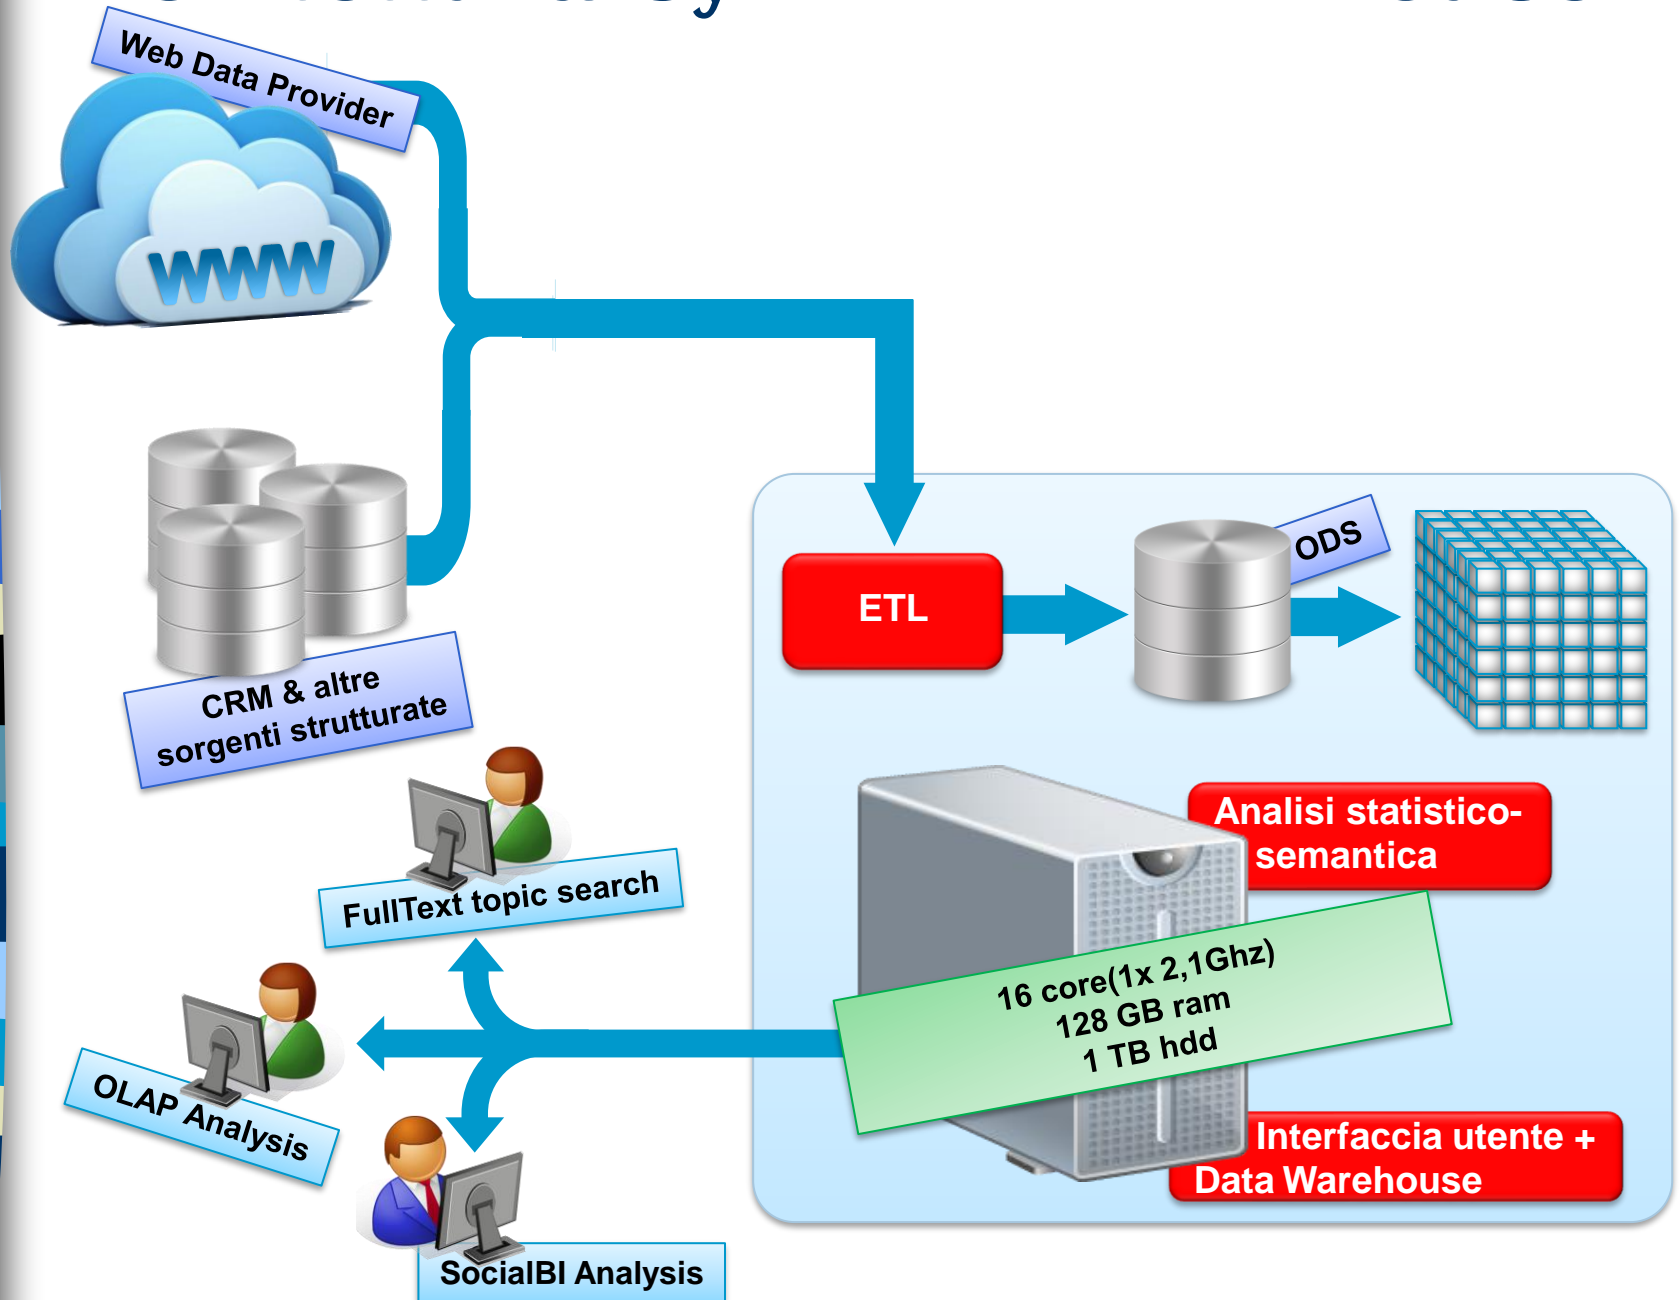 Web Data Provider
WWW
ODS
ETL
CRM & altre
sorgenti strutturate
Analisi statistico-
semantica
FullText topic search
16 core(1x 2,1Ghz)
128 GB ram
1 TB hdd
OLAP Analysis
Interfaccia utente +
Data Warehouse
SocialBI Analysis